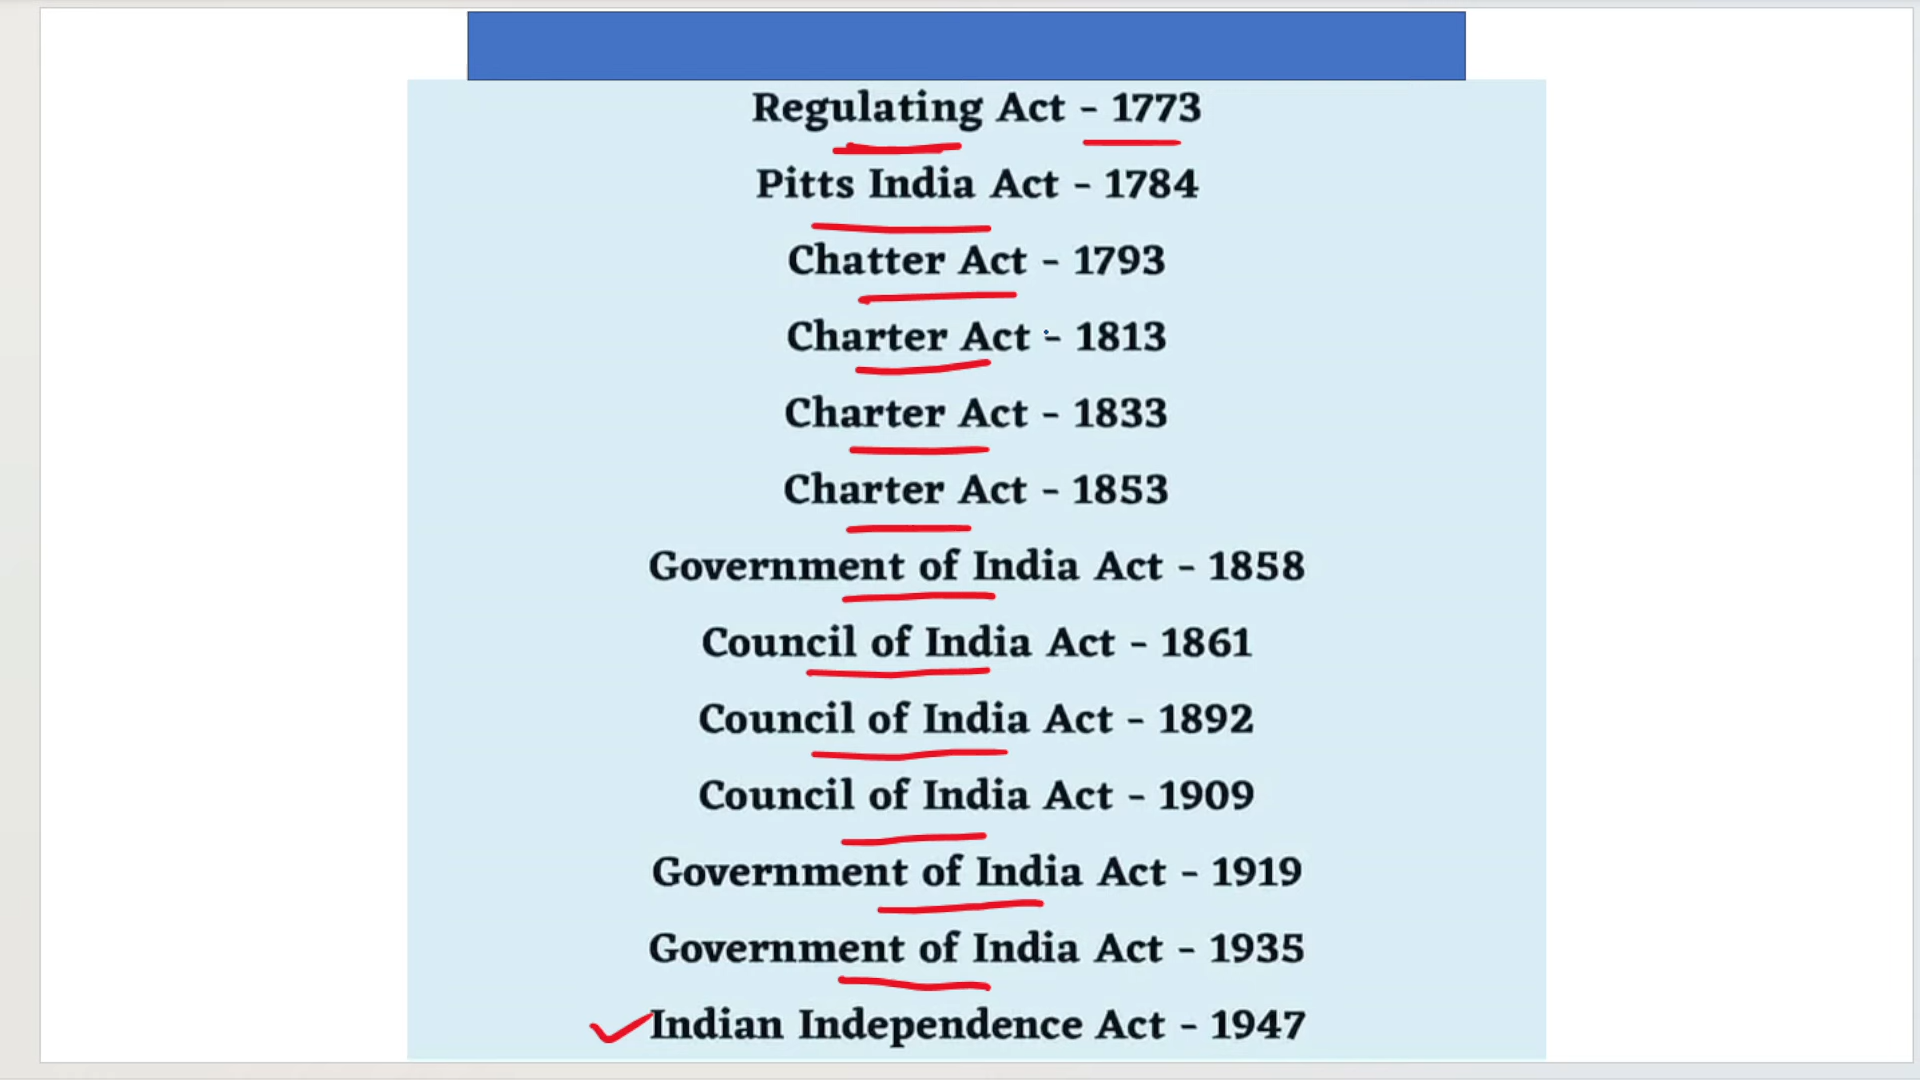 Regulating Act - 1773
Pitts India Act - 1784
Chatter Act - 1793
Charter Act - 1813
Charter Act - 1833
Charter Act - 1853
Government of India Act - 1858
Council of India Act - 1861
Council of India Act - 1892
Council of India Act - 1909
Government of India Act - 1919
Government of India Act - 1935
Indian Independence Act - 1947